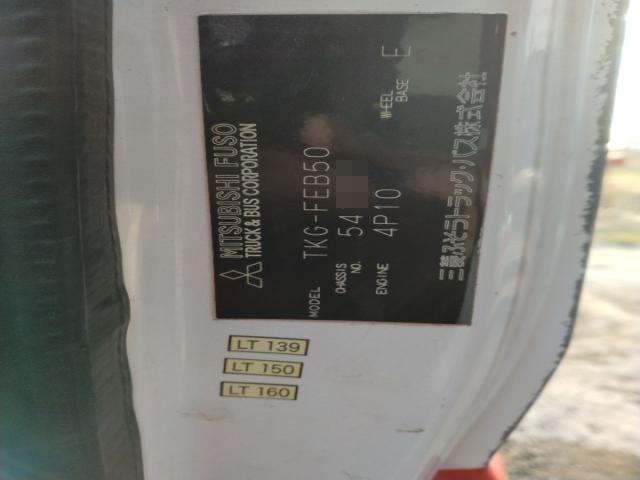 MITSUBISHI FUSO
TRUCK & BUS CORPORATION
MODEL TKG-FEB50
CHASSIS NO. 54
ENGINE 4P10 WHEEL BASE E
三菱ふそうトラック・バス株式会社
LT 139
LT 150
LT 160